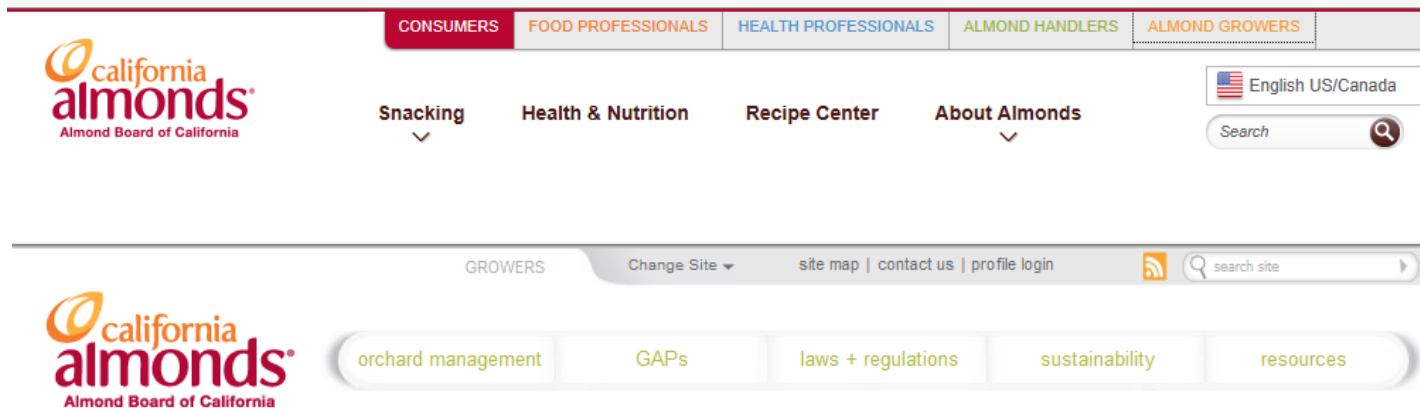 CONSUMERS FOOD PROFESSIONALS HEALTH PROFESSIONALS ALMOND HANDLERS ALMOND GROWERS
california
almonds
Almond Board of California
Snacking Health & Nutrition Recipe Center About Almonds
English US/Canada
Search
GROWERS Change Site site map | contact us | profile login search site
california
almonds
Almond Board of California
orchard management GAPs laws + regulations sustainability resources